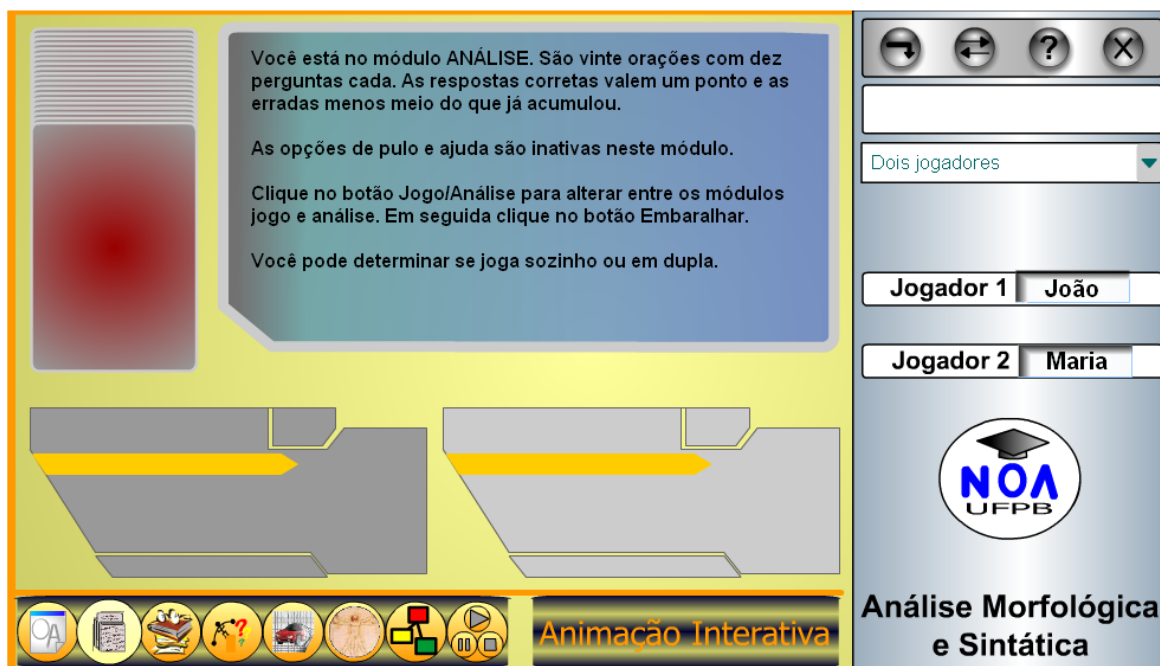 Você está no módulo ANÁLISE. São vinte orações com dez
perguntas cada. As respostas corretas valem um ponto e as
erradas menos meio do que já acumulou.
As opções de pulo e ajuda são inativas neste módulo.
Clique no botão Jogo/Análise para alterar entre os módulos
jogo e análise. Em seguida clique no botão Embaralhar.
Você pode determinar se joga sozinho ou em dupla.
?
X
Dois jogadores
Jogador 1 João
Jogador 2 Maria
NOA
UFPB
Análise Morfológica
e Sintática
OA
??
Animação Interativa